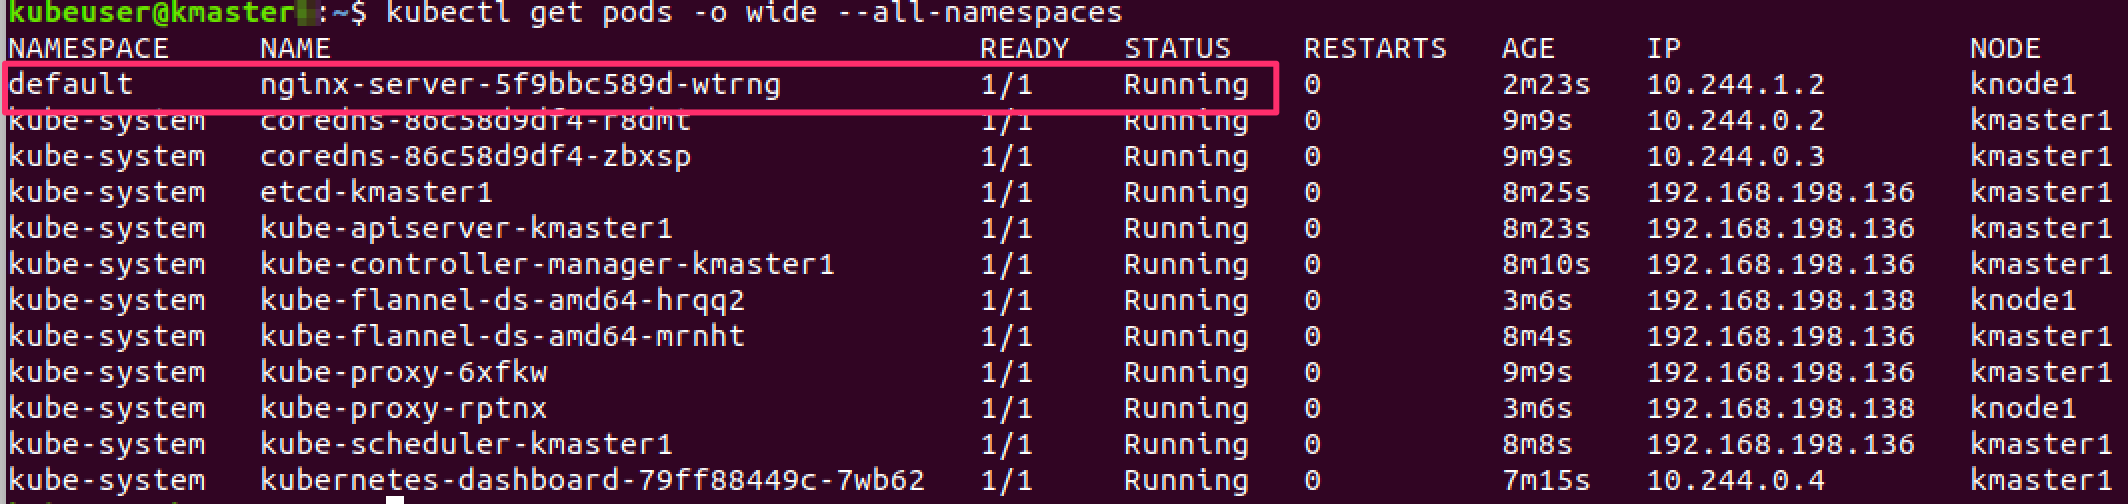 kubeuser@kmaster :~$ kubectl get pods -o wide --all-namespaces
NAMESPACE NAME READY STATUS RESTARTS AGE IP NODE
default nginx-server-5f9bbc589d-wtrng 1/1 Running 0 2m23s 10.244.1.2 knode1
kube-system coredns-86c58d9df4-r8dmt 1/1 Running 0 9m9s 10.244.0.2 kmaster1
kube-system coredns-86c58d9df4-zbxsp 1/1 Running 0 9m9s 10.244.0.3 kmaster1
kube-system etcd-kmaster1 1/1 Running 0 8m25s 192.168.198.136 kmaster1
kube-system kube-apiserver-kmaster1 1/1 Running 0 8m23s 192.168.198.136 kmaster1
kube-system kube-controller-manager-kmaster1 1/1 Running 0 8m10s 192.168.198.136 kmaster1
kube-system kube-flannel-ds-amd64-hrqq2 1/1 Running 0 3m6s 192.168.198.138 knode1
kube-system kube-flannel-ds-amd64-mrnht 1/1 Running 0 8m4s 192.168.198.136 kmaster1
kube-system kube-proxy-6xfkw 1/1 Running 0 9m9s 192.168.198.136 kmaster1
kube-system kube-proxy-rptnx 1/1 Running 0 3m6s 192.168.198.138 knode1
kube-system kube-scheduler-kmaster1 1/1 Running 0 8m8s 192.168.198.136 kmaster1
kube-system kubernetes-dashboard-79ff88449c-7wb62 1/1 Running 0 7m15s 10.244.0.4 kmaster1